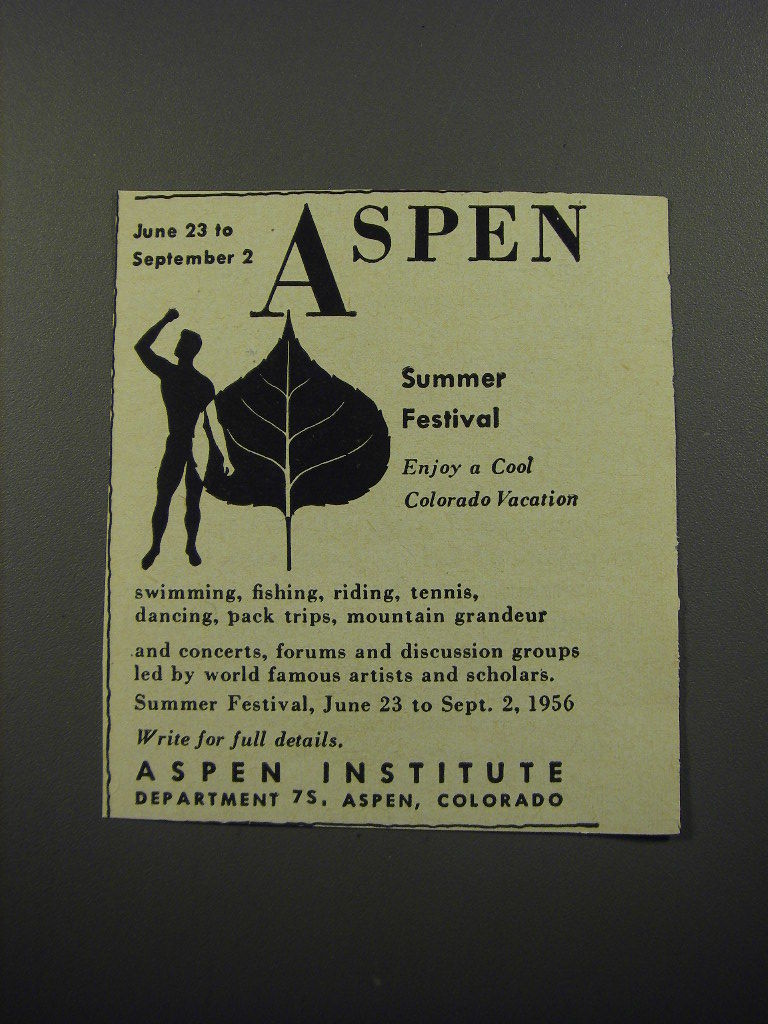 June 23 to
September 2
ASPEN
Summer
Festival
Enjoy a Cool
Colorado Vacation
swimming, fishing, riding, tennis,
dancing, pack trips, mountain grandeur
and concerts, forums and discussion groups
led by world famous artists and scholars.
Summer Festival, June 23 to Sept. 2, 1956
Write for full details.
ASPEN INSTITUTE
DEPARTMENT 7S, ASPEN, COLORADO